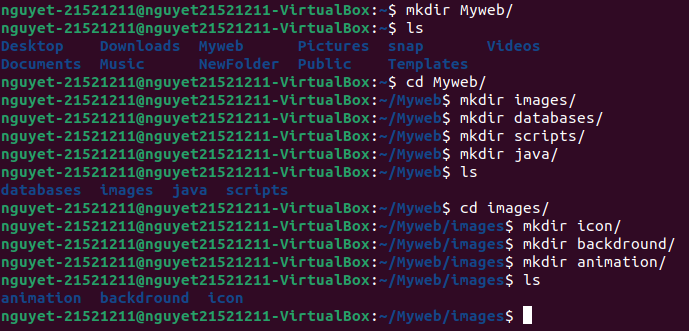 nguyet-21521211@nguyet21521211-VirtualBox:~$ mkdir Myweb/
nguyet-21521211@nguyet21521211-VirtualBox:~$ ls
Desktop    Downloads  Myweb      Pictures  snap       Videos
Documents  Music      NewFolder  Public    Templates
nguyet-21521211@nguyet21521211-VirtualBox:~$ cd Myweb/
nguyet-21521211@nguyet21521211-VirtualBox:~/Myweb$ mkdir images/
nguyet-21521211@nguyet21521211-VirtualBox:~/Myweb$ mkdir databases/
nguyet-21521211@nguyet21521211-VirtualBox:~/Myweb$ mkdir scripts/
nguyet-21521211@nguyet21521211-VirtualBox:~/Myweb$ mkdir java/
nguyet-21521211@nguyet21521211-VirtualBox:~/Myweb$ ls
databases  images  java  scripts
nguyet-21521211@nguyet21521211-VirtualBox:~/Myweb$ cd images/
nguyet-21521211@nguyet21521211-VirtualBox:~/Myweb/images$ mkdir icon/
nguyet-21521211@nguyet21521211-VirtualBox:~/Myweb/images$ mkdir backdround/
nguyet-21521211@nguyet21521211-VirtualBox:~/Myweb/images$ mkdir animation/
nguyet-21521211@nguyet21521211-VirtualBox:~/Myweb/images$ ls
animation  backdround  icon
nguyet-21521211@nguyet21521211-VirtualBox:~/Myweb/images$